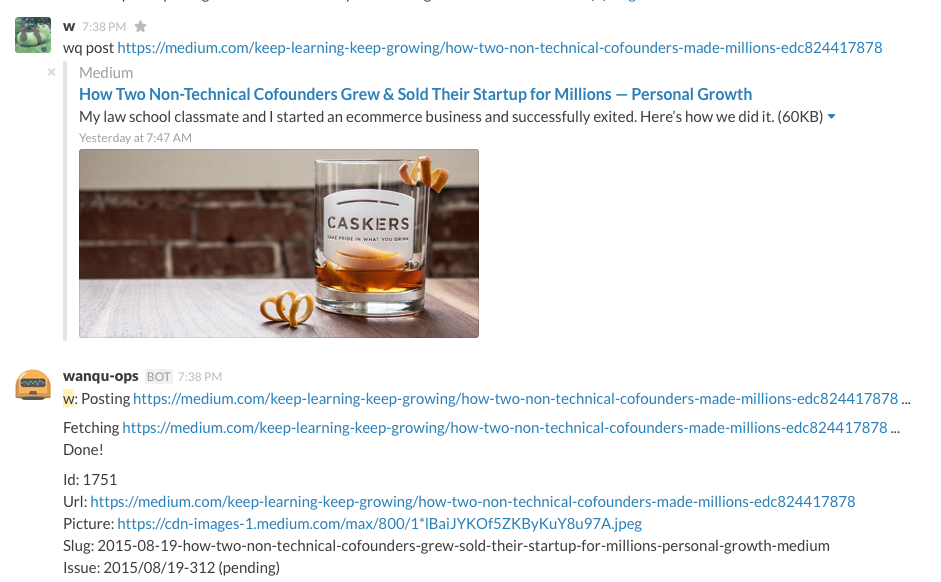 w 7:38 PM
wq post https://medium.com/keep-learning-keep-growing/how-two-non-technical-cofounders-made-millions-edc824417878
Medium
How Two Non-Technical Cofounders Grew & Sold Their Startup for Millions — Personal Growth
My law school classmate and I started an ecommerce business and successfully exited. Here's how we did it. (60KB)
Yesterday at 7:47 AM
CASKERS
TAKE PRIDE IN WHAT YOU DRINK
wanqu-ops BOT 7:38 PM
w: Posting https://medium.com/keep-learning-keep-growing/how-two-non-technical-cofounders-made-millions-edc824417878 ...
Fetching https://medium.com/keep-learning-keep-growing/how-two-non-technical-cofounders-made-millions-edc824417878 ...
Done!
Id: 1751
Url: https://medium.com/keep-learning-keep-growing/how-two-non-technical-cofounders-made-millions-edc824417878
Picture: https://cdn-images-1.medium.com/max/800/1*lBaiJYKOf5ZKByKuY8u97A.jpeg
Slug: 2015-08-19-how-two-non-technical-cofounders-grew-sold-their-startup-for-millions-personal-growth-medium
Issue: 2015/08/19-312 (pending)